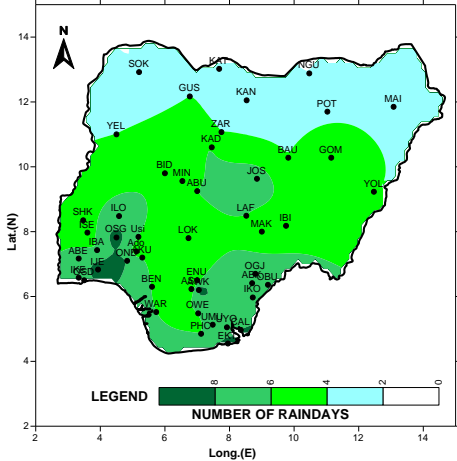 14
12
10
8
6
4
2
Lat.(N)
N
SOK
KAT
NGU
GUS
KAN
MAI
POT
YEL
ZAR
KAD
BAU
GOM
BID
MIN
ABU
JOS
YOL
ILO
SHK
ISE
OSG
Usi
LAF
IBI
MAK
LOK
IBA
ABE
IJE
OND
IKE
BEN
ENU
AWK
OGJ
OBU
IKO
WAR
OWE
UMU
UYO
PHC
CAL
EKT
LEGEND
8
6
4
2
0
NUMBER OF RAINDAYS
2
4
6
8
10
12
14
Long.(E)